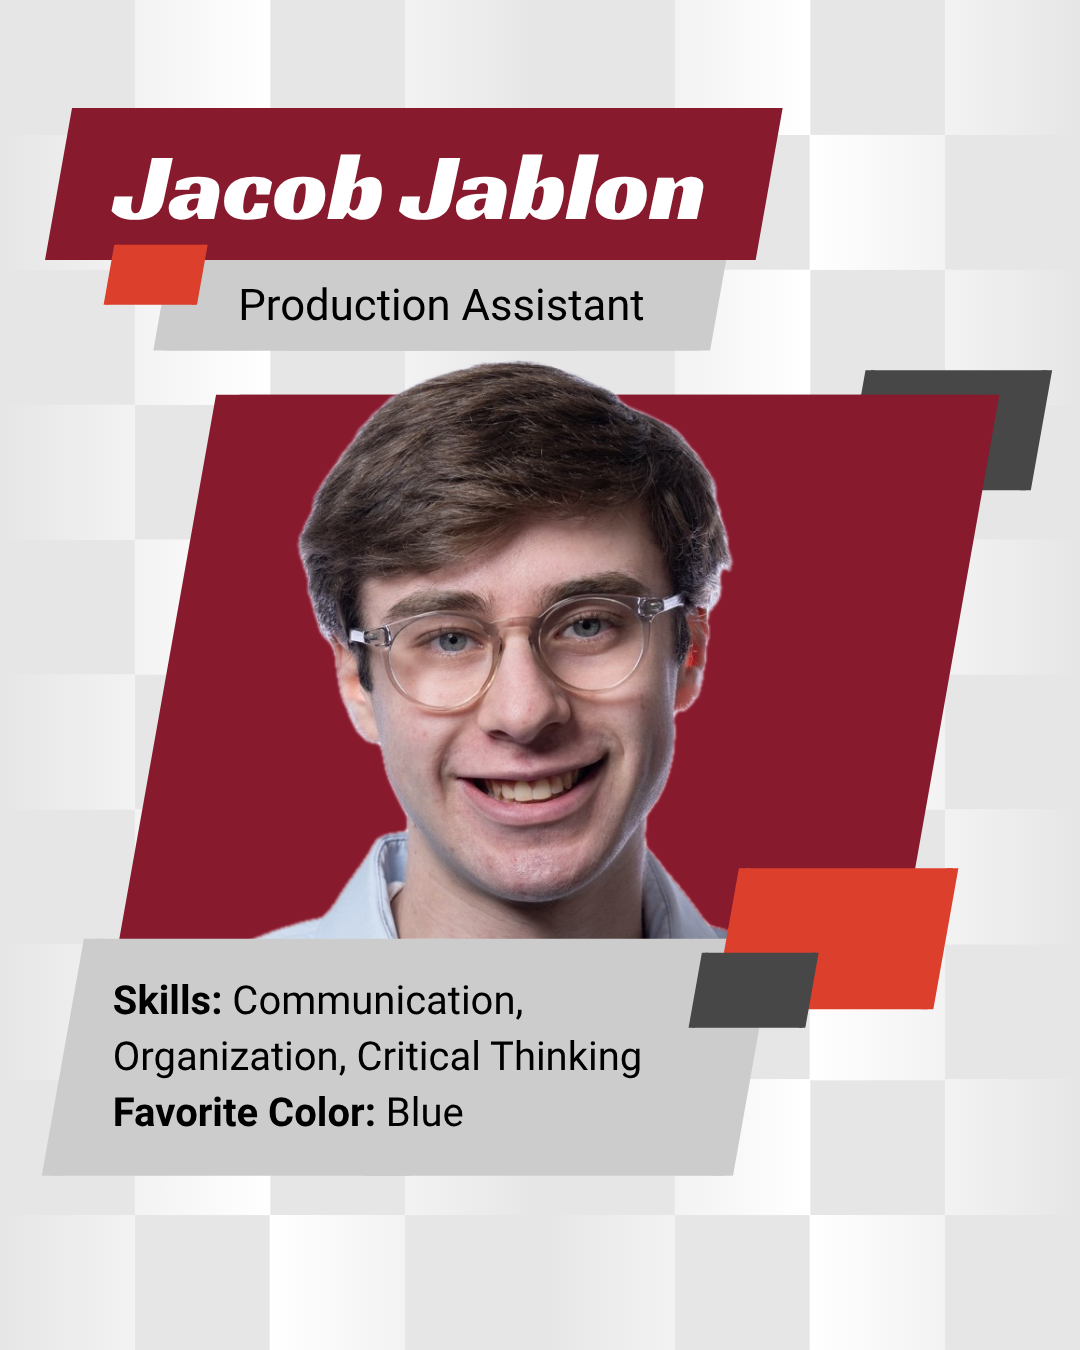 Jacob Jablon
Production Assistant
Skills: Communication,
Organization, Critical Thinking
Favorite Color: Blue